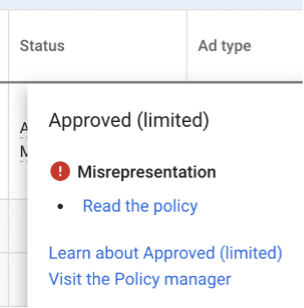 Status
Ad type
Approved (limited)
Misrepresentation
• Read the policy
Learn about Approved (limited)
Visit the Policy manager